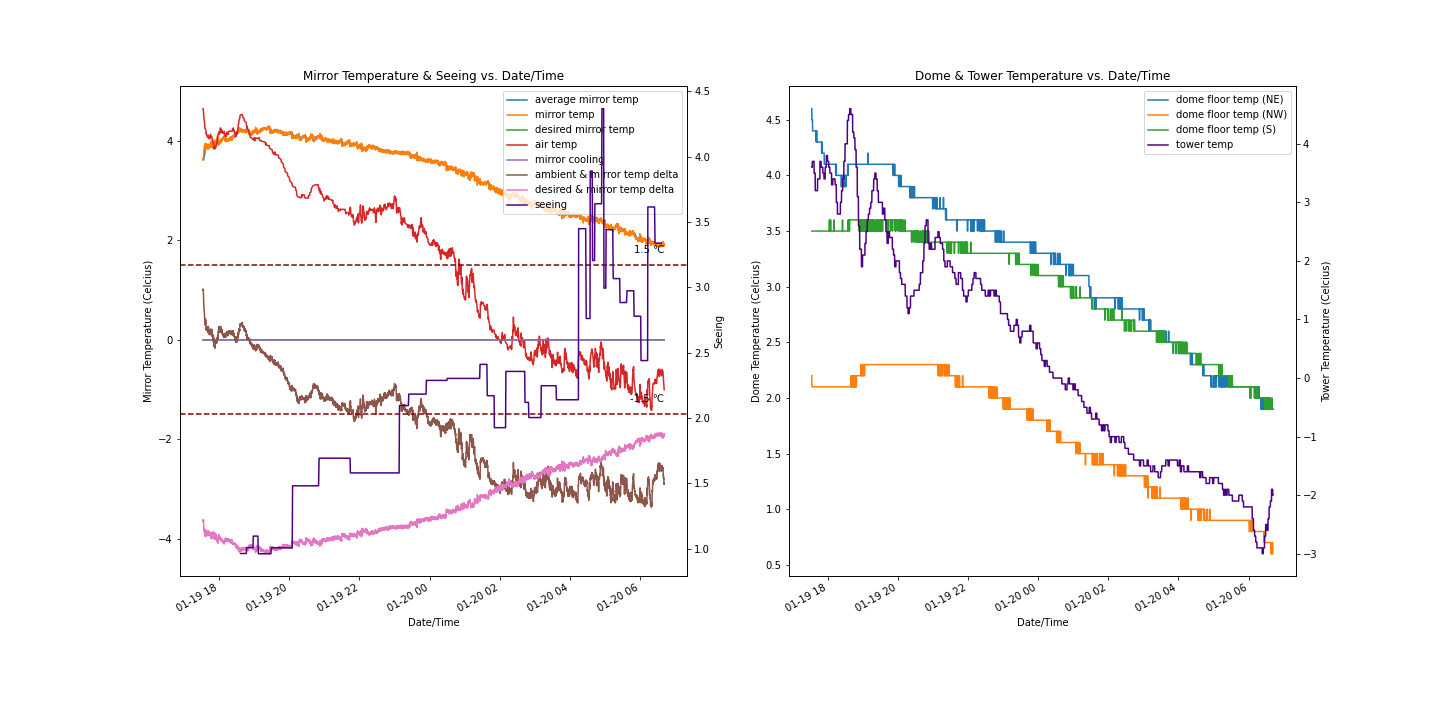 Mirror Temperature & Seeing vs. Date/Time
average mirror temp
mirror temp
desired mirror temp
air temp
mirror cooling
ambient & mirror temp delta
desired & mirror temp delta
seeing
1.5 °C
-1.5 °C
4
2
0
−2
−4
Mirror Temperature (Celcius)
4.5
4.0
3.5
3.0
2.5
2.0
1.5
1.0
Seeing
01-19 18
01-19 20
01-19 22
01-20 00
01-20 02
01-20 04
01-20 06
Date/Time
Dome & Tower Temperature vs. Date/Time
dome floor temp (NE)
dome floor temp (NW)
dome floor temp (S)
tower temp
4.5
4.0
3.5
3.0
2.5
2.0
1.5
1.0
0.5
Dome Temperature (Celcius)
4
3
2
1
0
−1
−2
−3
Tower Temperature (Celcius)
01-19 18
01-19 20
01-19 22
01-20 00
01-20 02
01-20 04
01-20 06
Date/Time